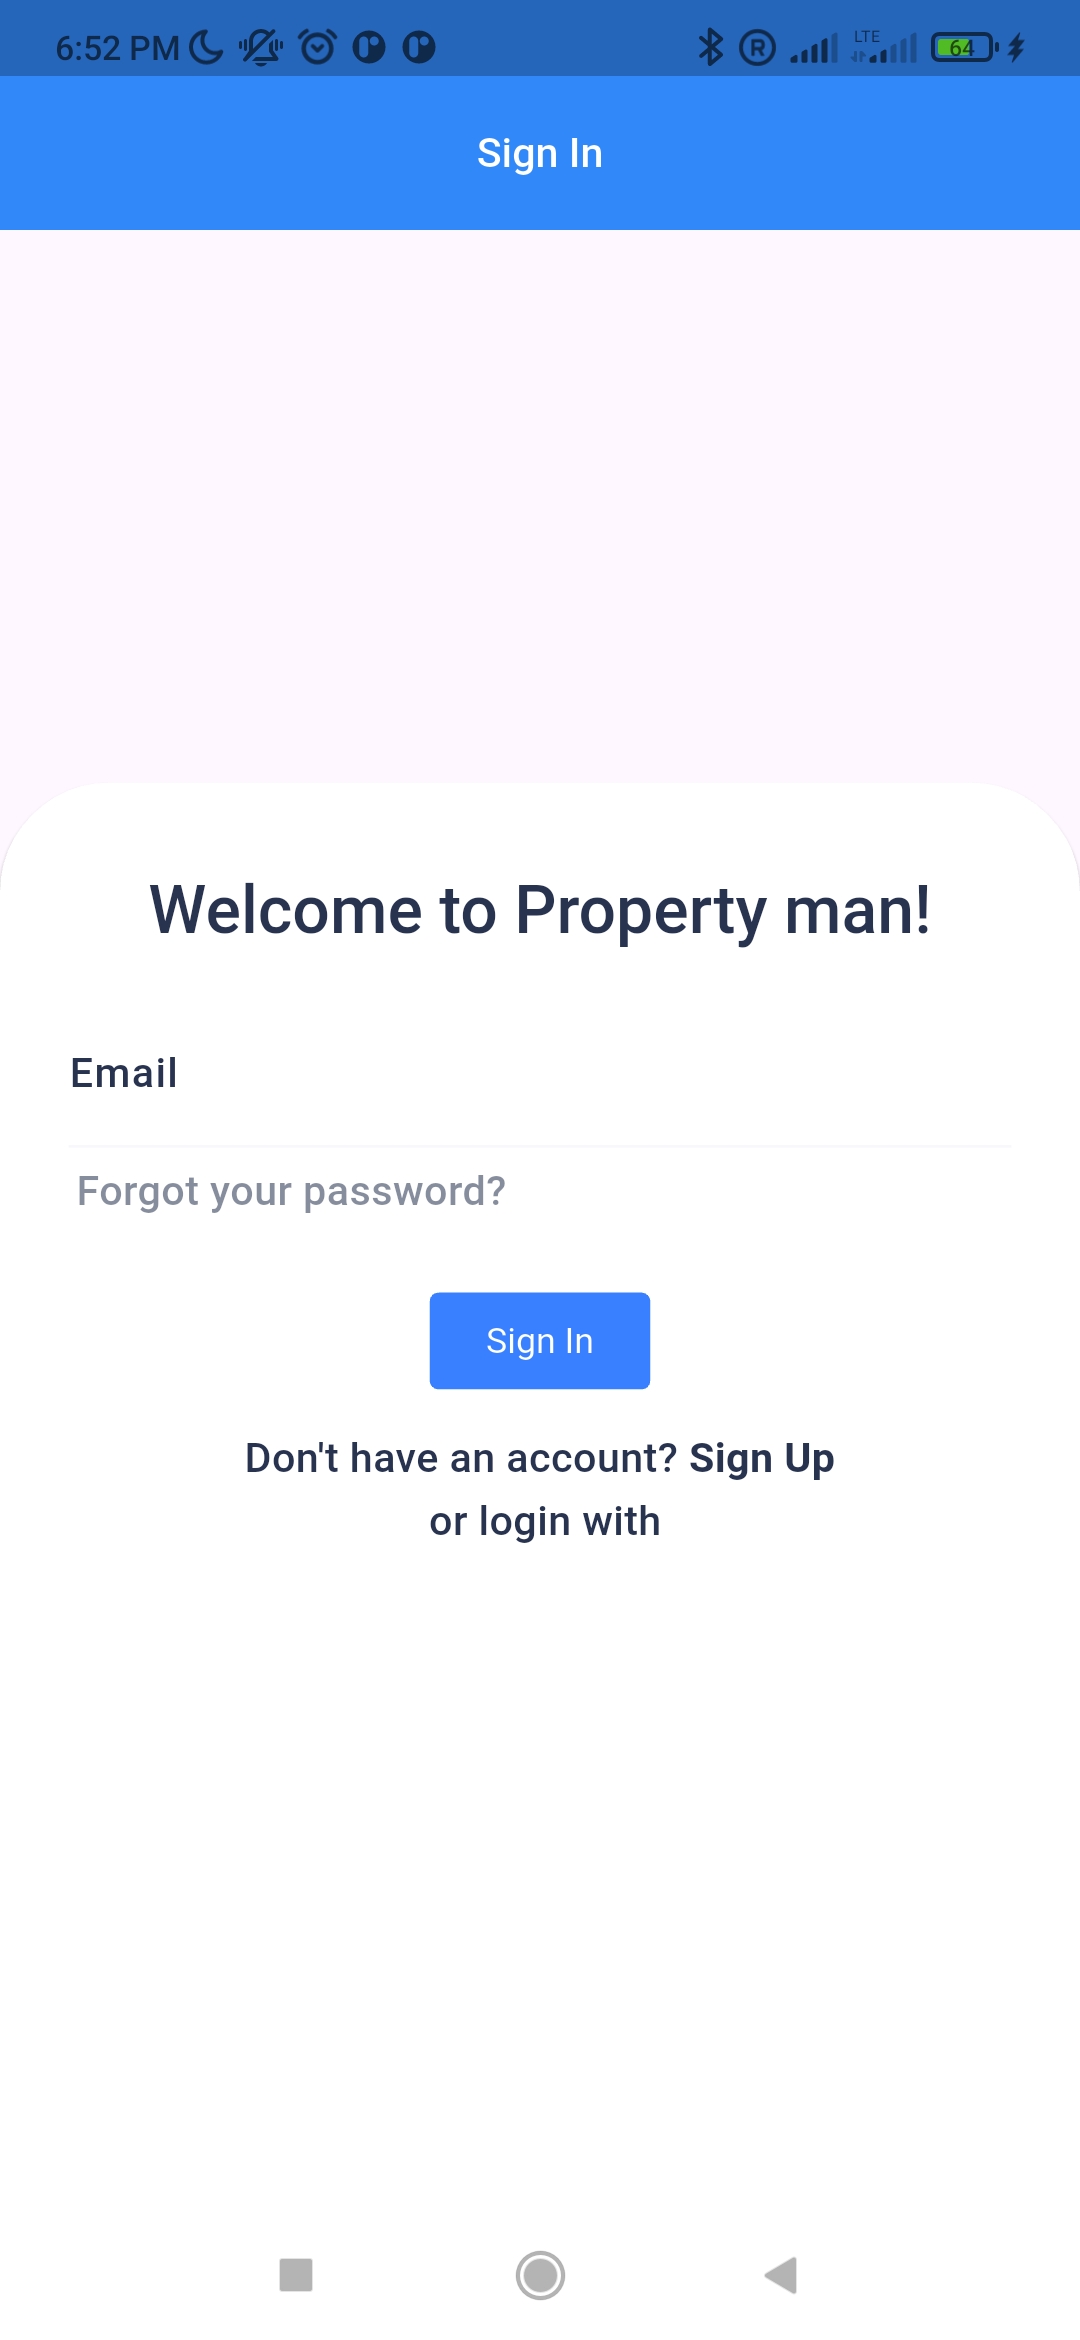 6:52 PM
R
LTE
64
Sign In
Welcome to Property man!
Email
Forgot your password?
Sign In
Don't have an account? Sign Up
or login with